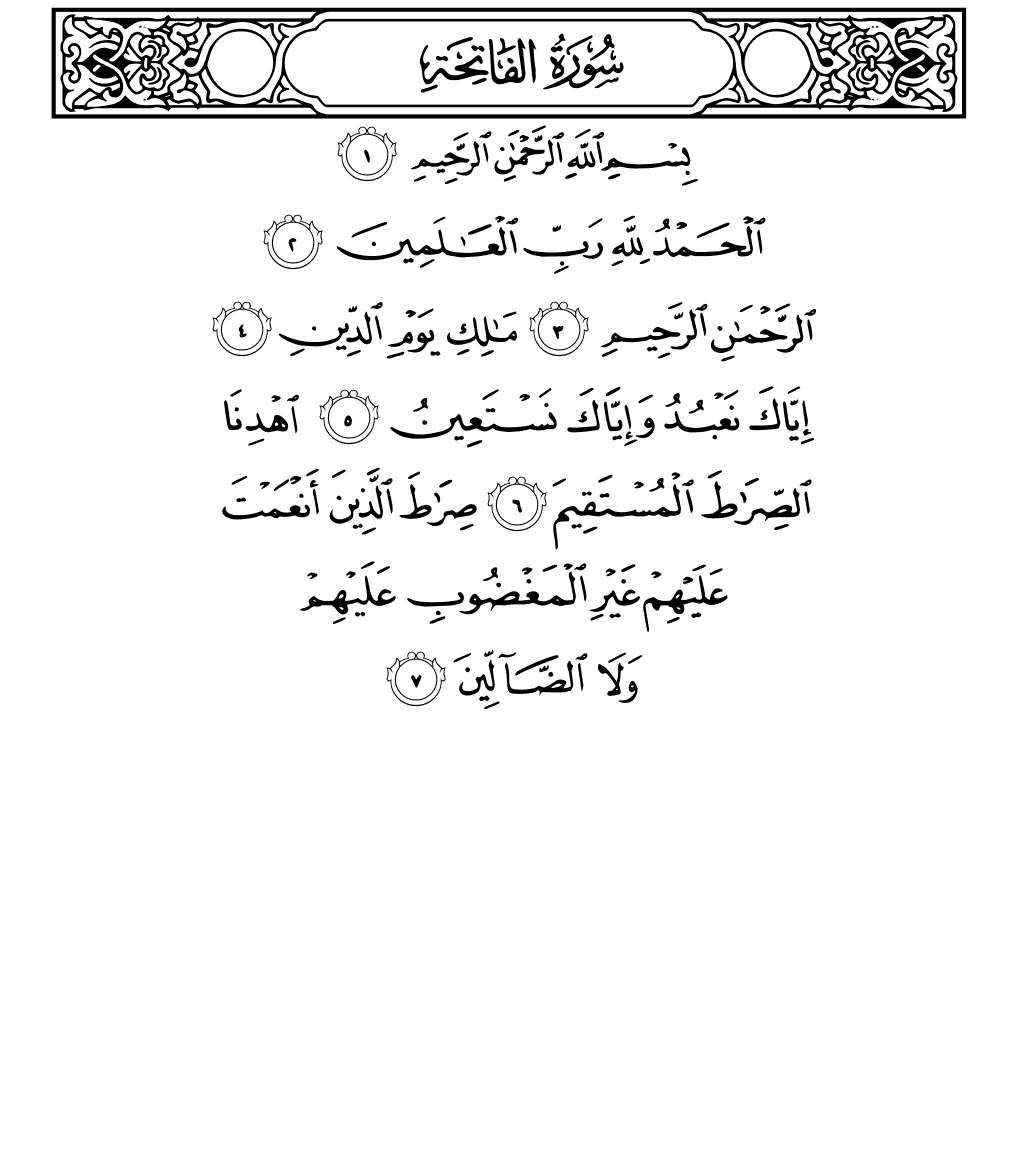 سُورَةُ الفَاتِحَةِ
بِسْمِ ٱللَّهِ ٱلرَّحْمَٰنِ ٱلرَّحِيمِ ١
ٱلْحَمْدُ لِلَّهِ رَبِّ ٱلْعَـٰلَمِينَ ٢
ٱلرَّحْمَـٰنِ ٱلرَّحِيمِ ٣ مَـٰلِكِ يَوْمِ ٱلدِّينِ ٤
إِيَّاكَ نَعْبُدُ وَإِيَّاكَ نَسْتَعِينُ ٥ ٱهْدِنَا
ٱلصِّرَٰطَ ٱلْمُسْتَقِيمَ ٦ صِرَٰطَ ٱلَّذِينَ أَنْعَمْتَ
عَلَيْهِمْ غَيْرِ ٱلْمَغْضُوبِ عَلَيْهِمْ
وَلَا ٱلضَّآلِّينَ ٧